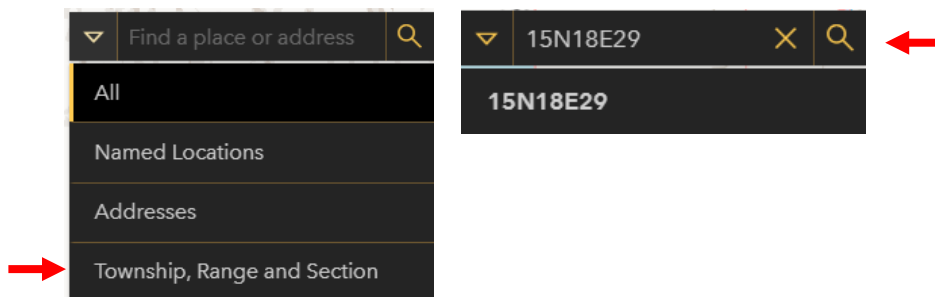 Find a place or address
All
Named Locations
Addresses
Township, Range and Section
15N18E29
15N18E29